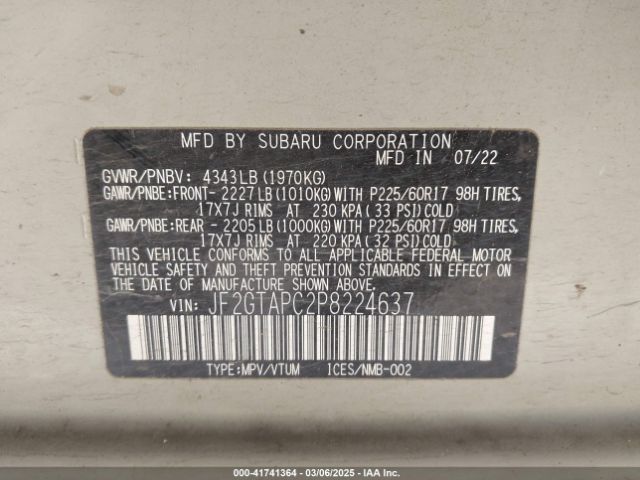 MFD BY SUBARU CORPORATION
MFD IN 07/22
GVWR/PNBV: 4343LB (1970KG)
GAWR/PNBE:FRONT- 2227LB (1010KG) WITH P225/60R17 98H TIRES,
17X7J RIMS AT 230 KPA (33 PSI) COLD
GAWR/PNBE:REAR - 2205LB (1000KG) WITH P225/60R17 98H TIRES,
17X7J RIMS AT 220 KPA (32 PSI) COLD
THIS VEHICLE CONFORMS TO ALL APPLICABLE FEDERAL MOTOR
VEHICLE SAFETY AND THEFT PREVENTION STANDARDS IN EFFECT
ON THE DATE OF MANUFACTURE SHOWN ABOVE.
VIN: JF2GTAPC2P8224637
TYPE:MPV/VTUM ICES/NMB-002
000-41741364 | 03/06/2025 | IAAI.COM